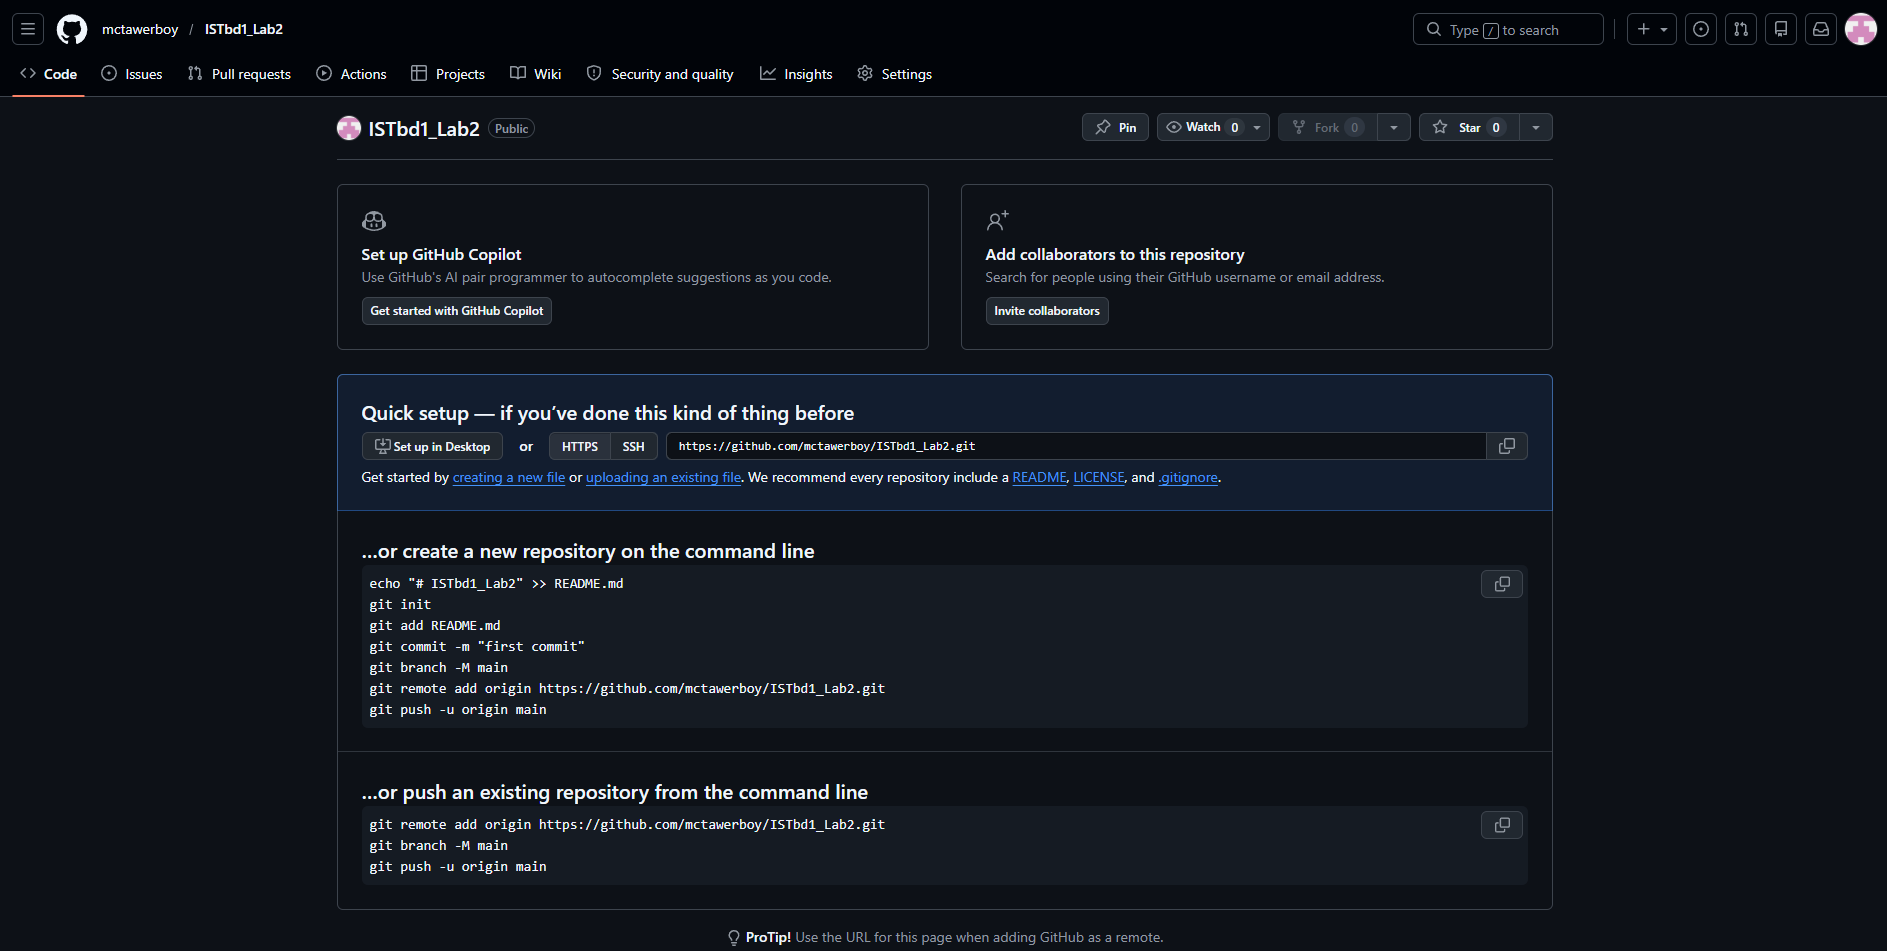 mctawerboy / ISTbd1_Lab2
Type / to search
Code Issues Pull requests Actions Projects Wiki Security and quality Insights Settings
ISTbd1_Lab2 Public
Pin Watch 0 Fork 0 Star 0
Set up GitHub Copilot
Use GitHub's AI pair programmer to autocomplete suggestions as you code.
Get started with GitHub Copilot
Add collaborators to this repository
Search for people using their GitHub username or email address.
Invite collaborators
Quick setup — if you’ve done this kind of thing before
Set up in Desktop or HTTPS SSH https://github.com/mctawerboy/ISTbd1_Lab2.git
Get started by creating a new file or uploading an existing file. We recommend every repository include a README, LICENSE, and .gitignore.
…or create a new repository on the command line
echo "# ISTbd1_Lab2" >> README.md
git init
git add README.md
git commit -m "first commit"
git branch -M main
git remote add origin https://github.com/mctawerboy/ISTbd1_Lab2.git
git push -u origin main
…or push an existing repository from the command line
git remote add origin https://github.com/mctawerboy/ISTbd1_Lab2.git
git branch -M main
git push -u origin main
ProTip! Use the URL for this page when adding GitHub as a remote.